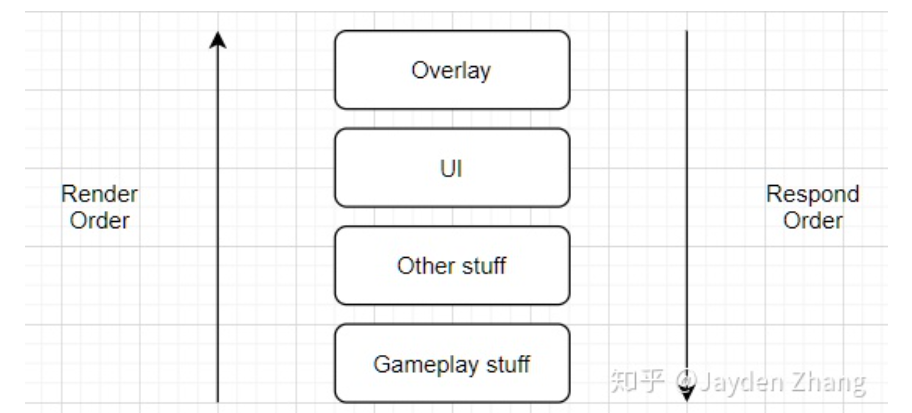 Overlay
UI
Render
Order
Respond
Order
Other stuff
Gameplay stuff
知乎 @Jayden Zhang